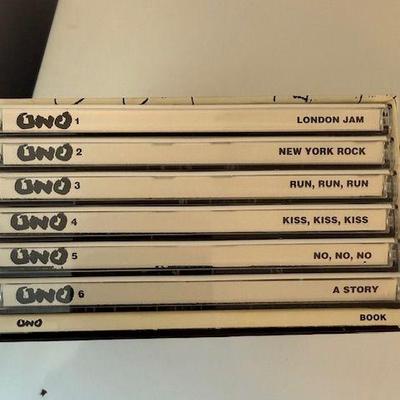 ONO 1 LONDON JAM
ONO 2 NEW YORK ROCK
ONO 3 RUN, RUN, RUN
ONO 4 KISS, KISS, KISS
ONO 5 NO, NO, NO
ONO 6 A STORY
ONO BOOK